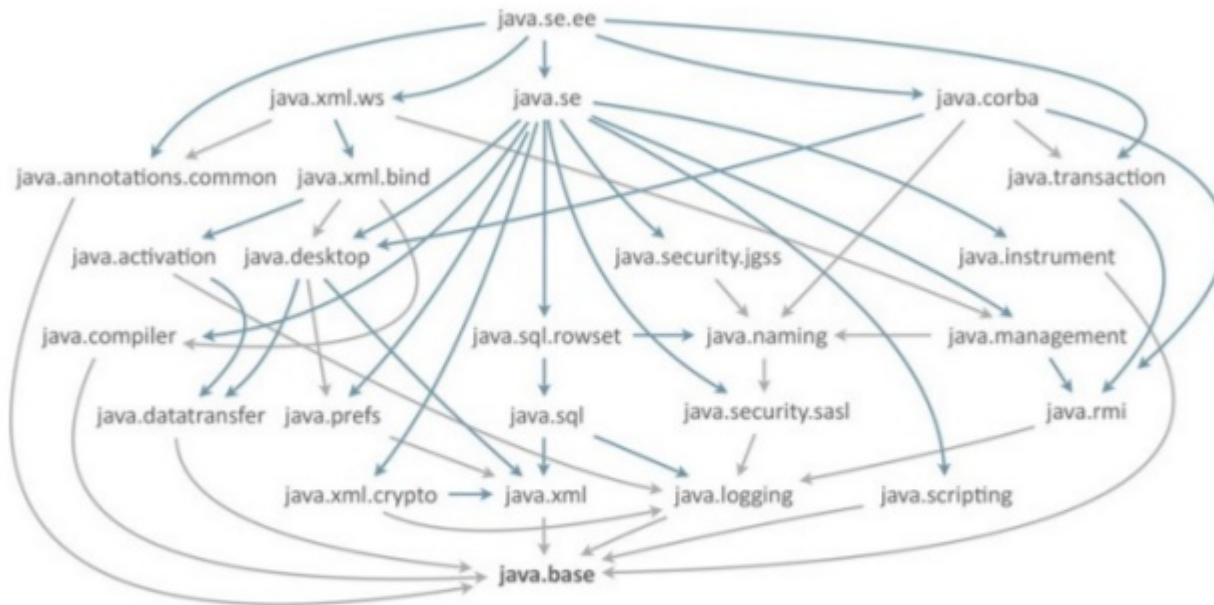 java.se.ee
java.xml.ws java.se java.corba
java.annotations.common java.xml.bind java.transaction
java.activation java.desktop java.security.jgss java.instrument
java.compiler java.sql.rowset java.naming java.management
java.datatransfer java.prefs java.sql java.security.sasl java.rmi
java.xml.crypto java.xml java.logging java.scripting
java.base